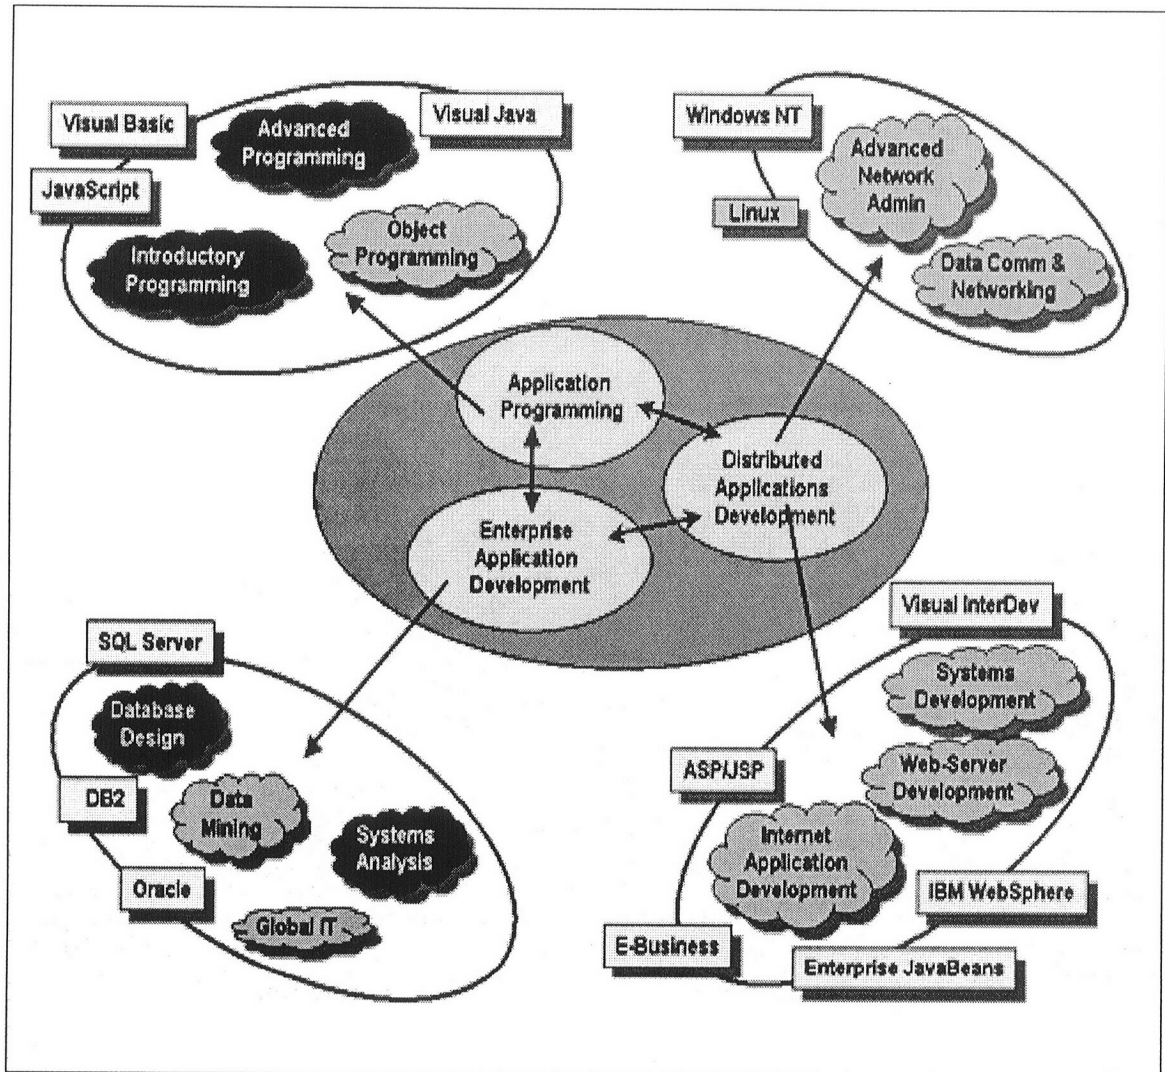 Visual Basic
Visual Java
JavaScript
Advanced
Programming
Object
Programming
Introductory
Programming
Windows NT
Linux
Advanced
Network
Admin
Data Comm &
Networking
Application
Programming
Distributed
Applications
Development
Enterprise
Application
Development
SQL Server
Database
Design
DB2
Data
Mining
Systems
Analysis
Oracle
Global IT
Visual InterDev
Systems
Development
ASP/JSP
Web-Server
Development
Internet
Application
Development
IBM WebSphere
E-Business
Enterprise JavaBeans